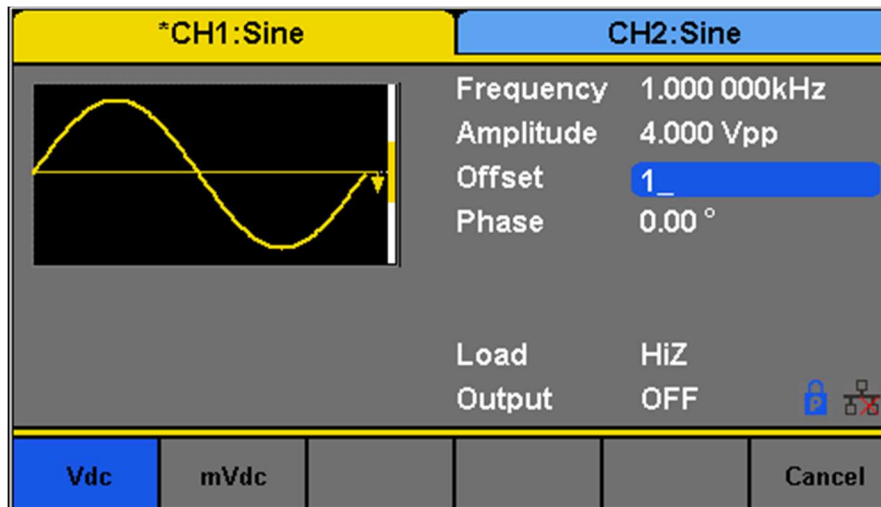 *CH1:Sine
CH2:Sine
Frequency 1.000 000kHz
Amplitude 4.000 Vpp
Offset 1_
Phase 0.00 °
Load HiZ
Output OFF
P
Vdc mVdc Cancel